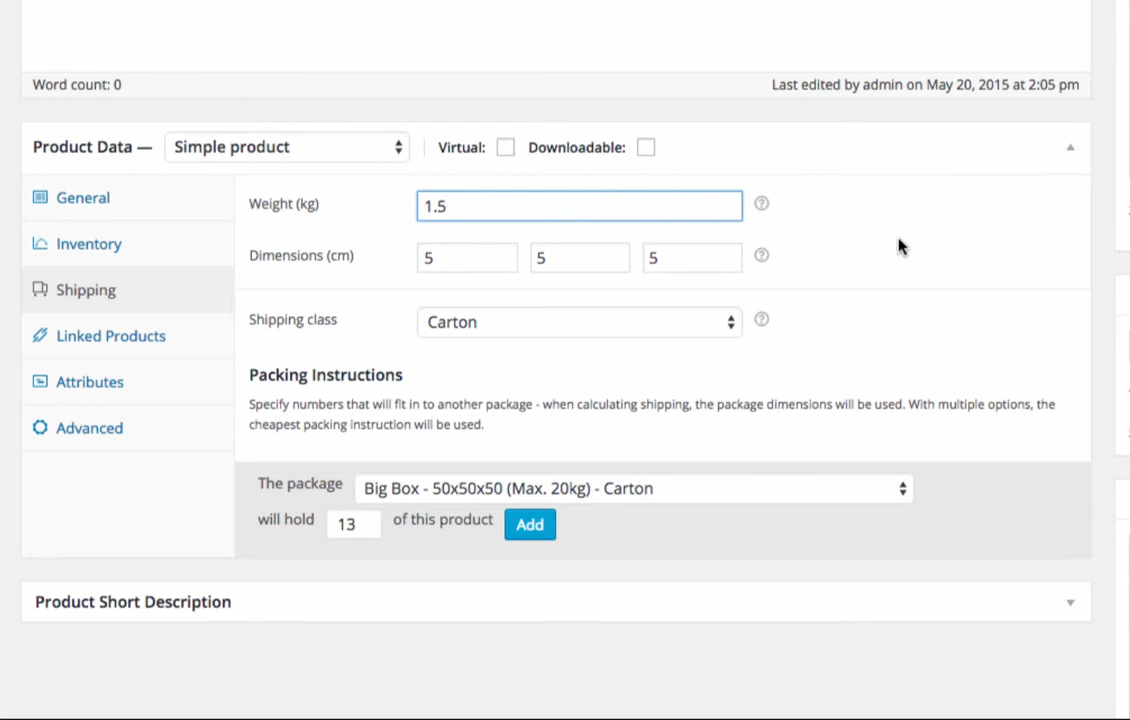 Word count: 0 Last edited by admin on May 20, 2015 at 2:05 pm
Product Data — Simple product Virtual: Downloadable:
General
Inventory
Shipping
Linked Products
Attributes
Advanced
Weight (kg) 1.5
Dimensions (cm) 5 5 5
Shipping class Carton
Packing Instructions
Specify numbers that will fit in to another package - when calculating shipping, the package dimensions will be used. With multiple options, the
cheapest packing instruction will be used.
The package Big Box - 50x50x50 (Max. 20kg) - Carton
will hold 13 of this product Add
Product Short Description